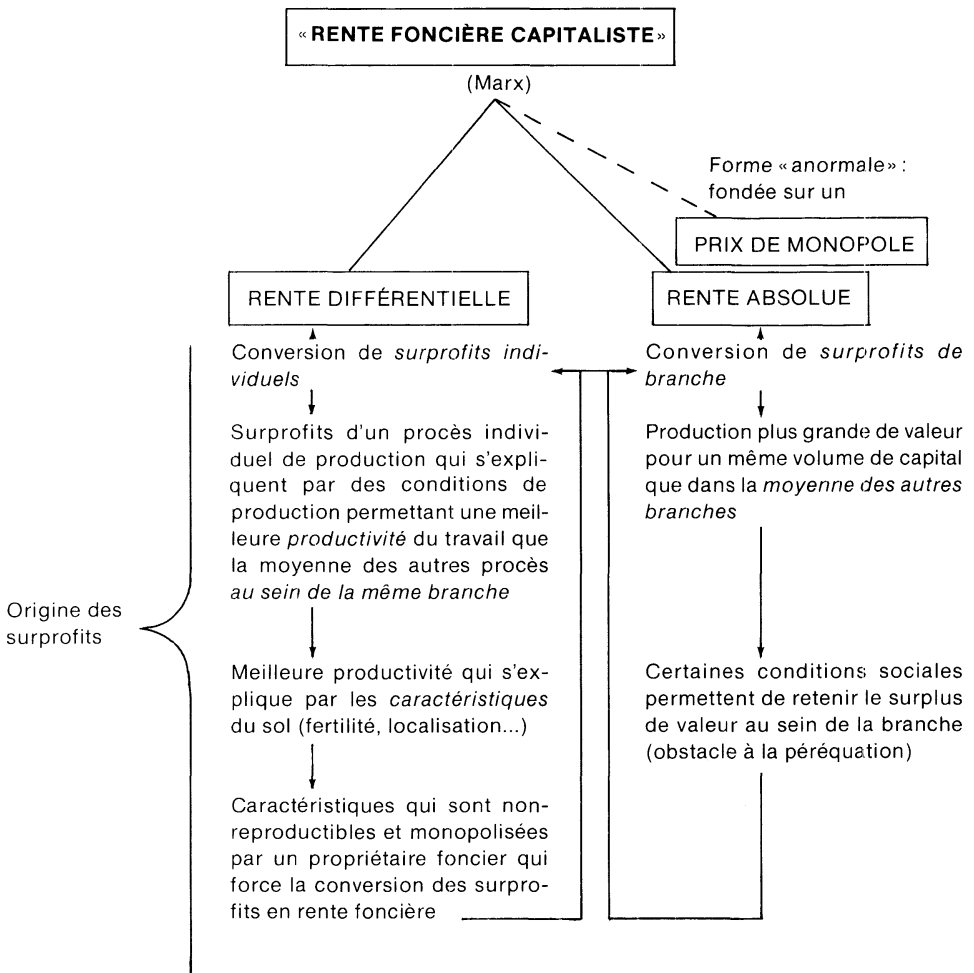 « RENTE FONCIÈRE CAPITALISTE »
(Marx)
Forme « anormale » :
fondée sur un
PRIX DE MONOPOLE
RENTE DIFFÉRENTIELLE
RENTE ABSOLUE
Conversion de surprofits indi-
viduels
Surprofits d'un procès indivi-
duel de production qui s'expli-
quent par des conditions de
production permettant une meil-
leure productivité du travail que
la moyenne des autres procès
au sein de la même branche
Meilleure productivité qui s'ex-
plique par les caractéristiques
du sol (fertilité, localisation...)
Caractéristiques qui sont non-
reproductibles et monopolisées
par un propriétaire foncier qui
force la conversion des surpro-
fits en rente foncière
Conversion de surprofits de
branche
Production plus grande de valeur
pour un même volume de capital
que dans la moyenne des autres
branches
Certaines conditions sociales
permettent de retenir le surplus
de valeur au sein de la branche
(obstacle à la péréquation)
Origine des
surprofits